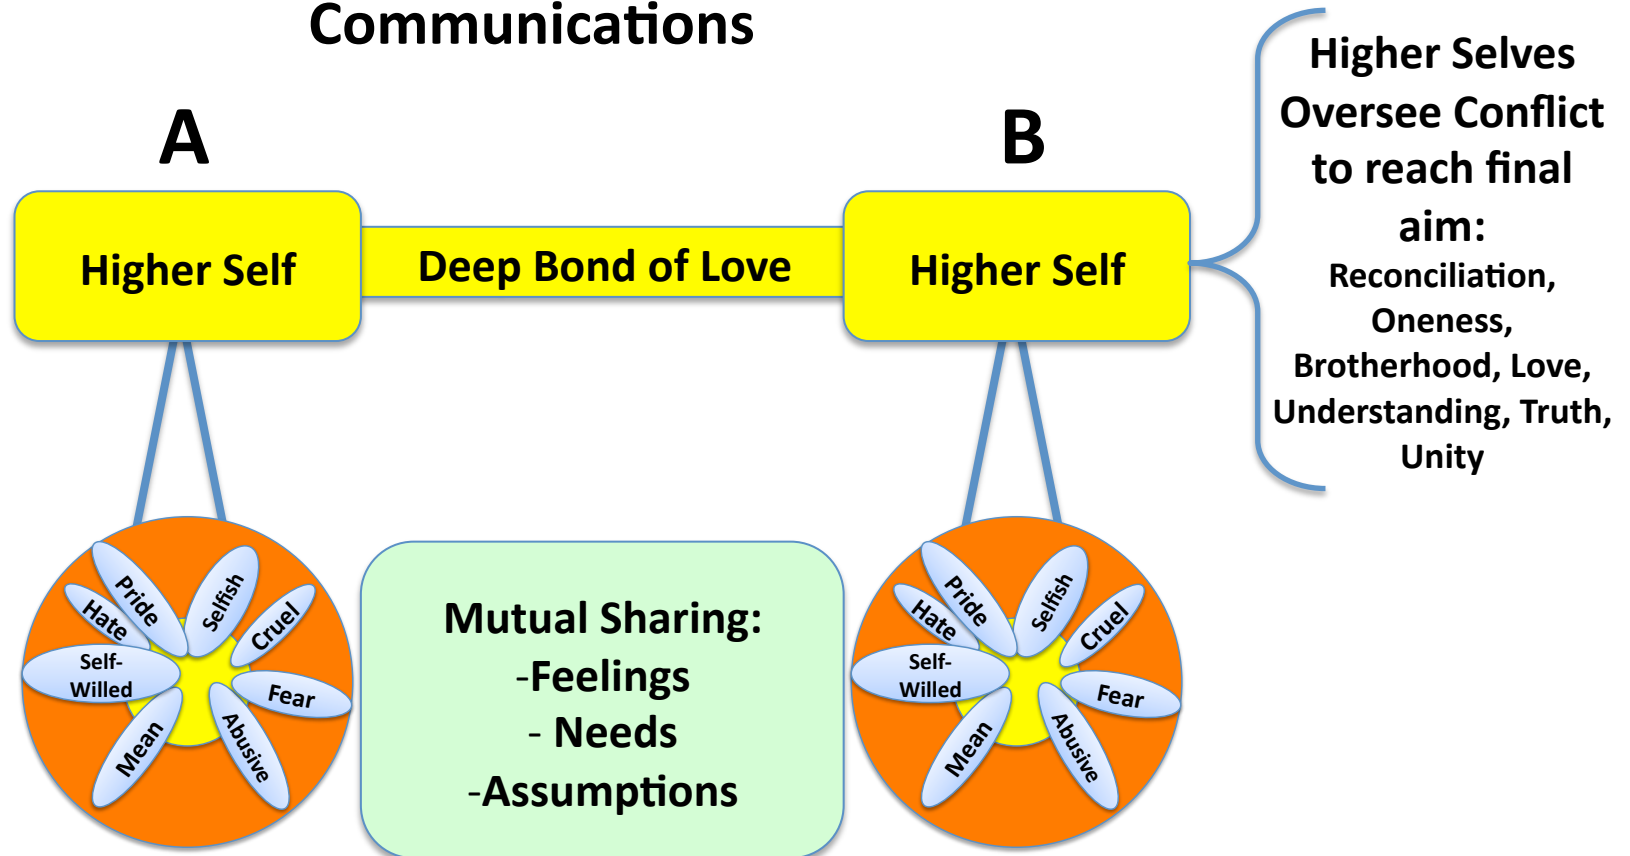 Communications
A
B
Higher Self
Deep Bond of Love
Higher Self
Higher Selves
Oversee Conflict
to reach final
aim:
Reconciliation,
Oneness,
Brotherhood, Love,
Understanding, Truth,
Unity
Pride
Selfish
Hate
Cruel
Self-
Willed
Fear
Mean
Abusive
Mutual Sharing:
-Feelings
- Needs
-Assumptions
Pride
Selfish
Hate
Cruel
Self-
Willed
Fear
Mean
Abusive